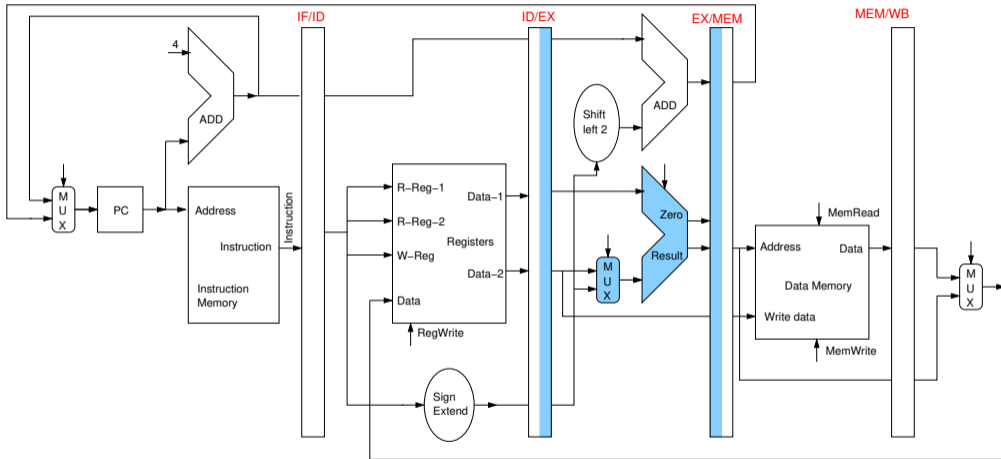 IF/ID
ID/EX
EX/MEM
MEM/WB
4
ADD
ADD
Shift
left 2
M
U
X
PC
Address
Instruction
Instruction
Memory
Instruction
R-Reg-1
R-Reg-2
W-Reg
Data
Data-1
Registers
Data-2
RegWrite
Sign
Extend
M
U
X
Zero
Result
MemRead
Address
Data
Data Memory
Write data
MemWrite
M
U
X